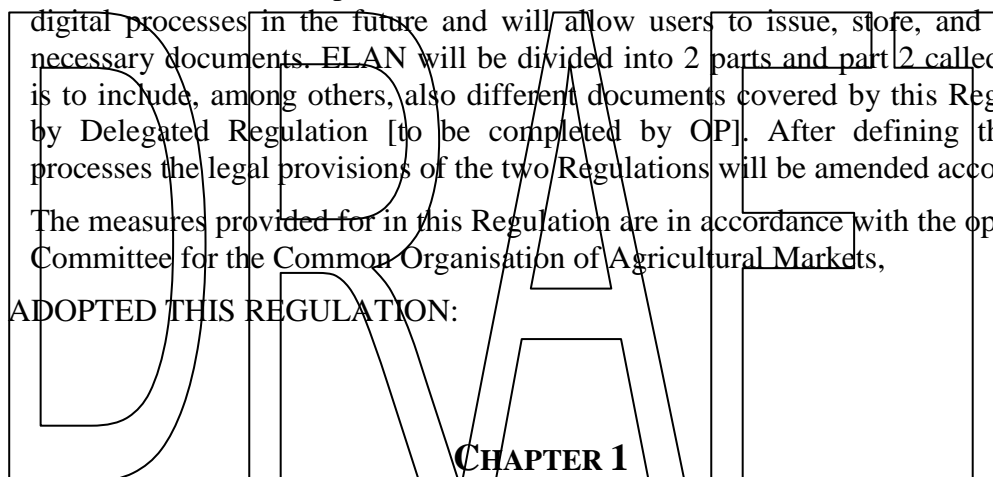 digital processes in the future and will allow users to issue, store, and
necessary documents. ELAN will be divided into 2 parts and part 2 called
is to include, among others, also different documents covered by this Reg
by Delegated Regulation [to be completed by OP]. After defining th
processes the legal provisions of the two Regulations will be amended acco
The measures provided for in this Regulation are in accordance with the op
Committee for the Common Organisation of Agricultural Markets,
ADOPTED THIS REGULATION:
CHAPTER 1
DRAFT